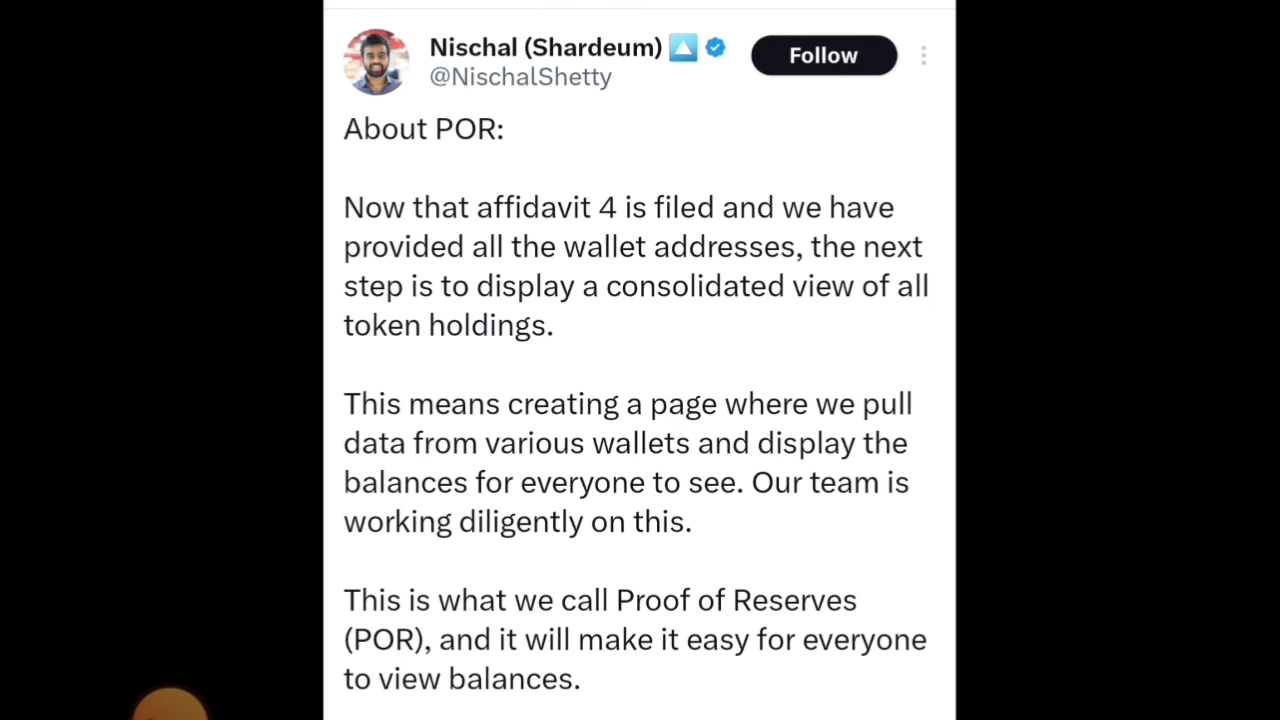 Nischal (Shardeum)
Follow
@NischalShetty
About POR:
Now that affidavit 4 is filed and we have
provided all the wallet addresses, the next
step is to display a consolidated view of all
token holdings.
This means creating a page where we pull
data from various wallets and display the
balances for everyone to see. Our team is
working diligently on this.
This is what we call Proof of Reserves
(POR), and it will make it easy for everyone
to view balances.